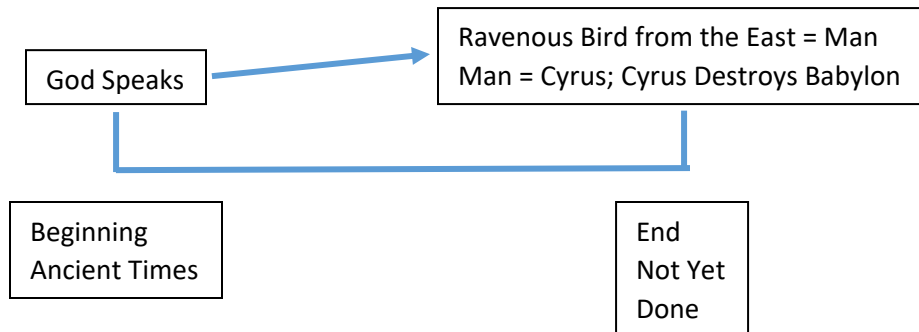 God Speaks
Ravenous Bird from the East = Man
Man = Cyrus; Cyrus Destroys Babylon
Beginning
Ancient Times
End
Not Yet
Done